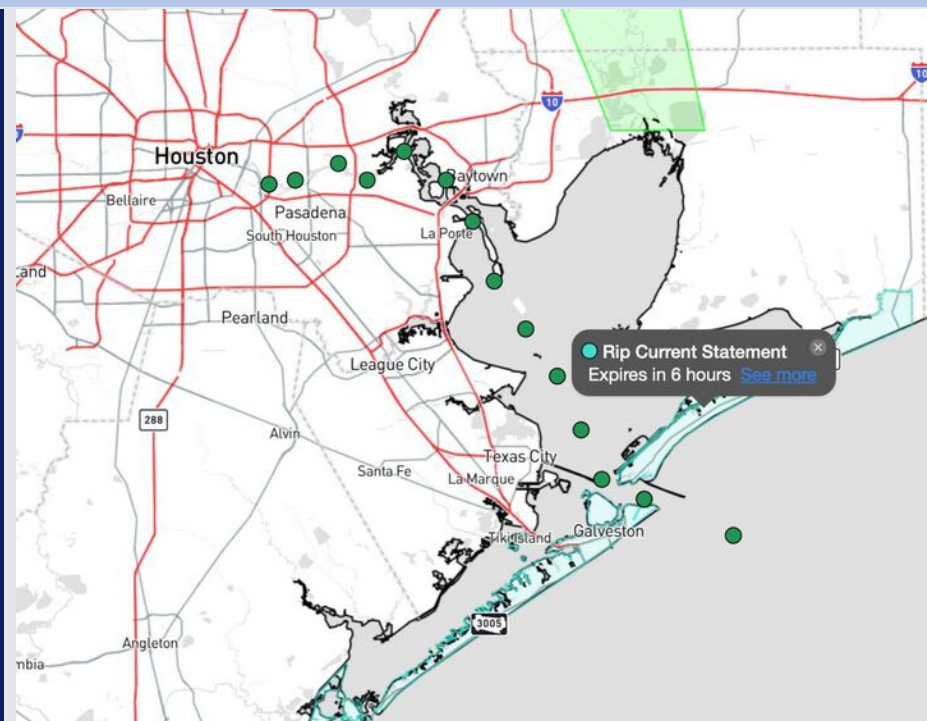 10
10
Houston
Baytown
Bellaire
Pasadena
South Houston
La Porte
and
Pearland
Rip Current Statement
Expires in 6 hours See more
League City
288
Alvin
Texas City
Santa Fe
La Marque
Tiki Island
Galveston
3005
Angleton
mbia